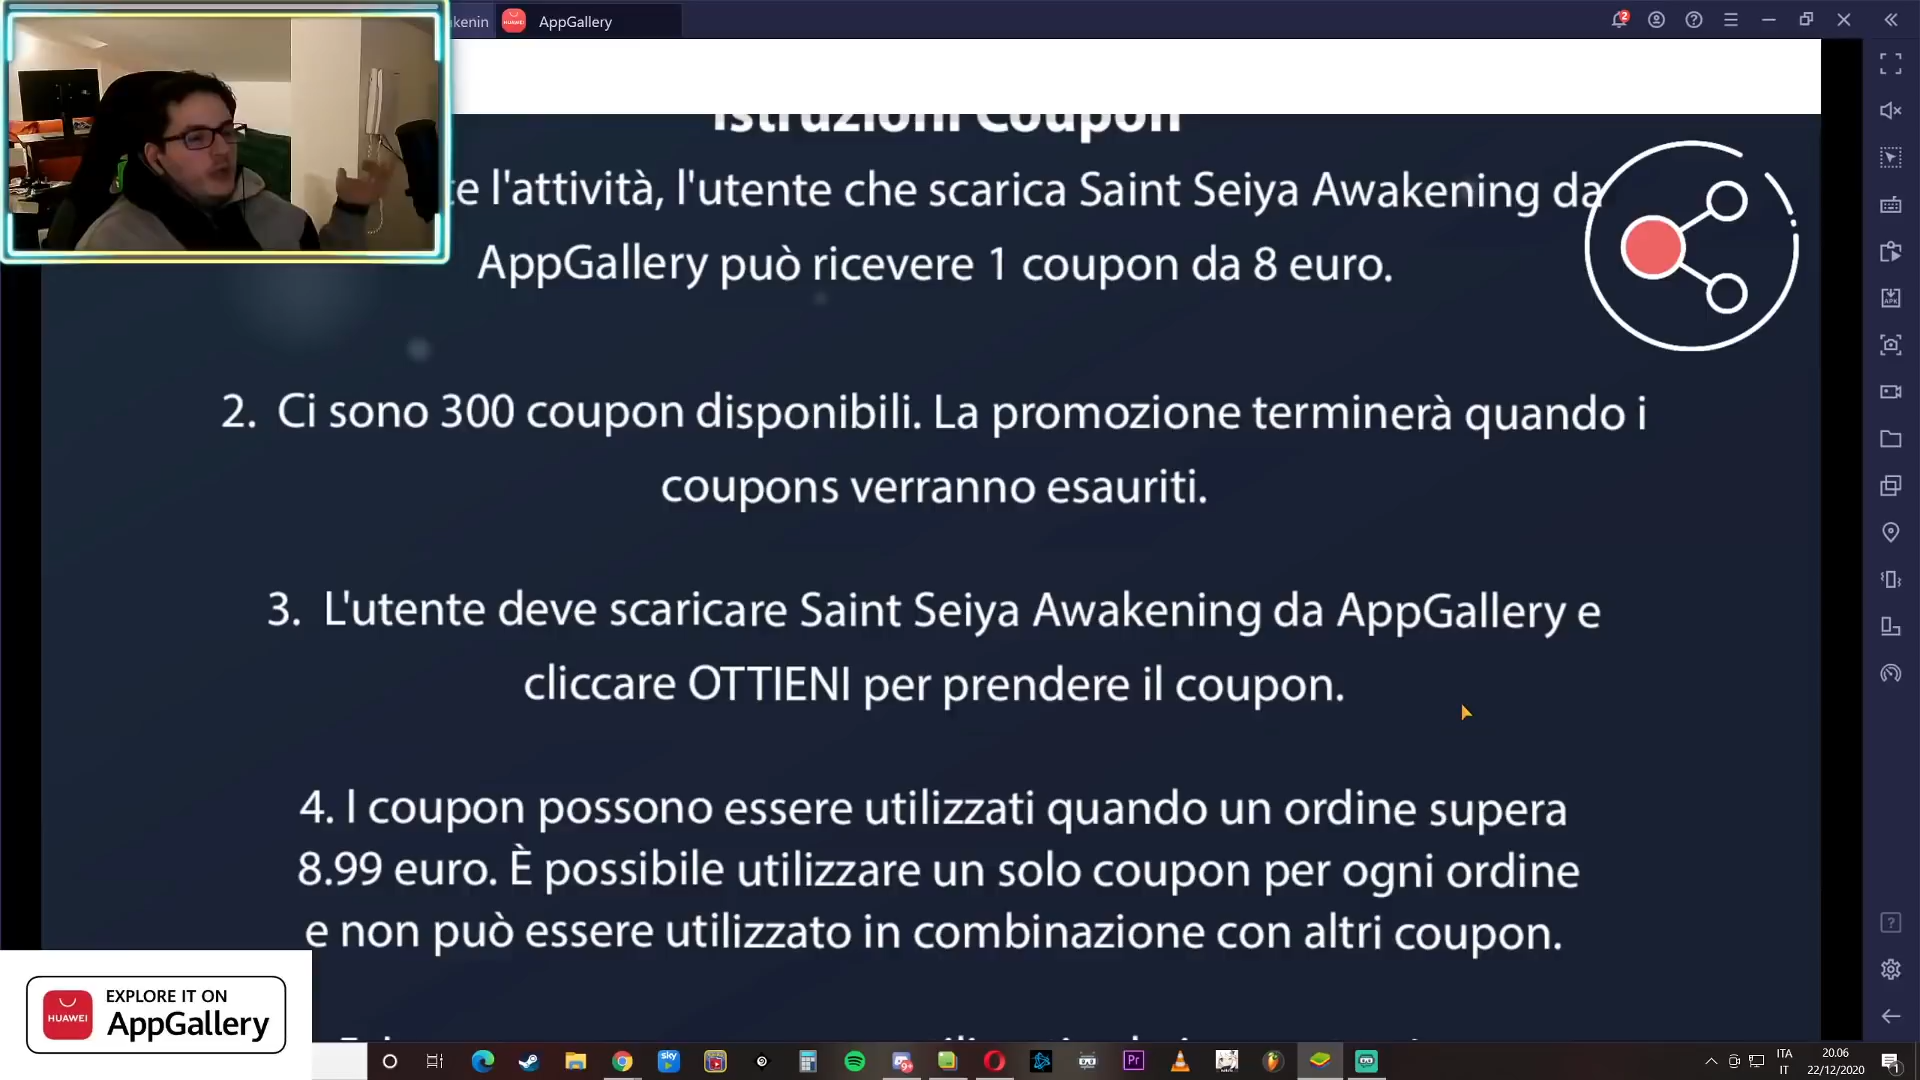 AppGallery
Istruzioni Coupon
l'attività, l'utente che scarica Saint Seiya Awakening da
AppGallery può ricevere 1 coupon da 8 euro.
2. Ci sono 300 coupon disponibili. La promozione terminerà quando i
coupons verranno esauriti.
3. L'utente deve scaricare Saint Seiya Awakening da AppGallery e
cliccare OTTIENI per prendere il coupon.
4. I coupon possono essere utilizzati quando un ordine supera
8.99 euro. È possibile utilizzare un solo coupon per ogni ordine
e non può essere utilizzato in combinazione con altri coupon.
HUAWEI
EXPLORE IT ON
AppGallery
sky
Pr
ITA
IT
20.06
22/12/2020